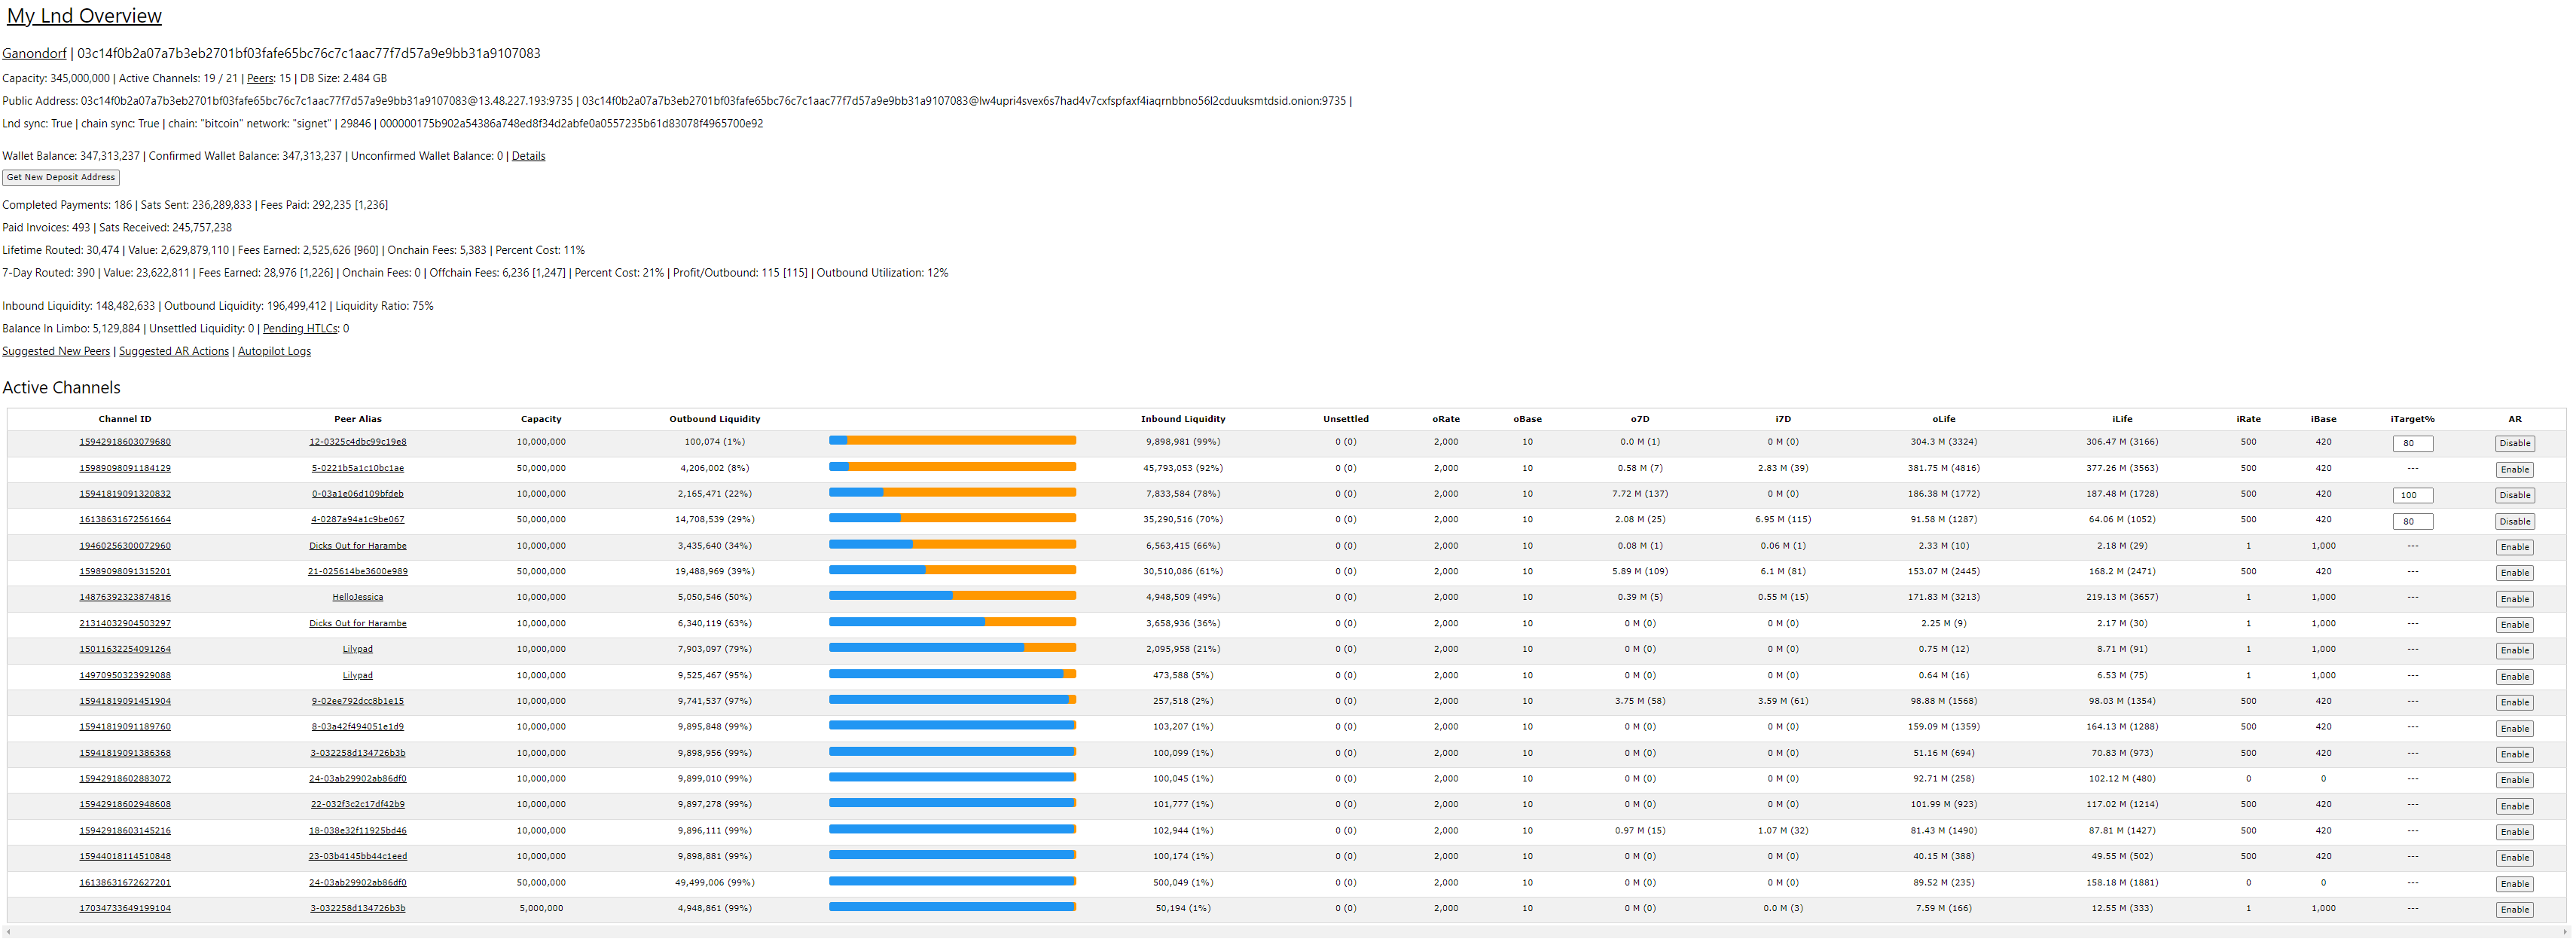 My Lnd Overview
Ganondorf | 03c14f0b2a07a7b3eb2701bf03fafe65bc76c7c1aac77f7d57a9e9bb31a9107083
Capacity: 345,000,000 | Active Channels: 19 / 21 | Peers: 15 | DB Size: 2.484 GB
Public Address: 03c14f0b2a07a7b3eb2701bf03fafe65bc76c7c1aac77f7d57a9e9bb31a9107083@13.48.227.193:9735 | 03c14f0b2a07a7b3eb2701bf03fafe65bc76c7c1aac77f7d57a9e9bb31a9107083@lw4upri4svex6s7had4v7cxfspfaxf4iaqrnbbno56l2cduuksmtdsid.onion:9735 |
Lnd sync: True | chain sync: True | chain: "bitcoin" network: "signet" | 29846 | 000000175b902a54386a748ed8f34d2abfe0a0557235b61d83078f4965700e92
Wallet Balance: 347,313,237 | Confirmed Wallet Balance: 347,313,237 | Unconfirmed Wallet Balance: 0 | Details
Get New Deposit Address
Completed Payments: 186 | Sats Sent: 236,289,833 | Fees Paid: 292,235 [1,236]
Paid Invoices: 493 | Sats Received: 245,757,238
Lifetime Routed: 30,474 | Value: 2,629,879,110 | Fees Earned: 2,525,626 [960] | Onchain Fees: 5,383 | Percent Cost: 11%
7-Day Routed: 390 | Value: 23,622,811 | Fees Earned: 28,976 [1,226] | Onchain Fees: 0 | Offchain Fees: 6,236 [1,247] | Percent Cost: 21% | Profit/Outbound: 115 [115] | Outbound Utilization: 12%
Inbound Liquidity: 148,482,633 | Outbound Liquidity: 196,499,412 | Liquidity Ratio: 75%
Balance In Limbo: 5,129,884 | Unsettled Liquidity: 0 | Pending HTLCs: 0
Suggested New Peers | Suggested AR Actions | Autopilot Logs
Active Channels
Channel ID Peer Alias Capacity Outbound Liquidity Inbound Liquidity Unsettled oRate oBase o7D i7D oLife iLife iRate iBase iTarget% AR
15942918603079680 12-0325c4dbc99c19e8 10,000,000 100,074 (1%) 9,898,981 (99%) 0 (0) 2,000 10 0.0 M (1) 0 M (0) 304.3 M (3324) 306.47 M (3166) 500 420 80 Disable
15989098091184129 5-0221b5a1c10bc1ae 50,000,000 4,206,002 (8%) 45,793,053 (92%) 0 (0) 2,000 10 0.58 M (7) 2.83 M (39) 381.75 M (4816) 377.26 M (3563) 500 420 --- Enable
15941819091320832 0-03a1e06d109bfdeb 10,000,000 2,165,471 (22%) 7,833,584 (78%) 0 (0) 2,000 10 7.72 M (137) 0 M (0) 186.38 M (1772) 187.48 M (1728) 500 420 100 Disable
16138631672561664 4-0287a94a1c9be067 50,000,000 14,708,539 (29%) 35,290,516 (70%) 0 (0) 2,000 10 2.08 M (25) 6.95 M (115) 91.58 M (1287) 64.06 M (1052) 500 420 80 Disable
19460256300072960 Dicks Out for Harambe 10,000,000 3,435,640 (34%) 6,563,415 (66%) 0 (0) 2,000 10 0.08 M (1) 0.06 M (1) 2.33 M (10) 2.18 M (29) 1 1,000 --- Enable
15989098091315201 21-025614be3600e989 50,000,000 19,488,969 (39%) 30,510,086 (61%) 0 (0) 2,000 10 5.89 M (109) 6.1 M (81) 153.07 M (2445) 168.2 M (2471) 500 420 --- Enable
14876392323874816 HelloJessica 10,000,000 5,050,546 (50%) 4,948,509 (49%) 0 (0) 2,000 10 0.39 M (5) 0.55 M (15) 171.83 M (3213) 219.13 M (3657) 1 1,000 --- Enable
21314032904503297 Dicks Out for Harambe 10,000,000 6,340,119 (63%) 3,658,936 (36%) 0 (0) 2,000 10 0 M (0) 0 M (0) 2.25 M (9) 2.17 M (30) 1 1,000 --- Enable
15011632254091264 Lilypad 10,000,000 7,903,097 (79%) 2,095,958 (21%) 0 (0) 2,000 10 0 M (0) 0 M (0) 0.75 M (12) 8.71 M (91) 1 1,000 --- Enable
14970950323929088 Lilypad 10,000,000 9,525,467 (95%) 473,588 (5%) 0 (0) 2,000 10 0 M (0) 0 M (0) 0.64 M (16) 6.53 M (75) 1 1,000 --- Enable
15941819091451904 9-02ee792dcc8b1e15 10,000,000 9,741,537 (97%) 257,518 (2%) 0 (0) 2,000 10 3.75 M (58) 3.59 M (61) 98.88 M (1568) 98.03 M (1354) 500 420 --- Enable
15941819091189760 8-03a42f494051e1d9 10,000,000 9,895,848 (99%) 103,207 (1%) 0 (0) 2,000 10 0 M (0) 0 M (0) 159.09 M (1359) 164.13 M (1288) 500 420 --- Enable
15941819091386368 3-032258d134726b3b 10,000,000 9,898,956 (99%) 100,099 (1%) 0 (0) 2,000 10 0 M (0) 0 M (0) 51.16 M (694) 70.83 M (973) 500 420 --- Enable
15942918602883072 24-03ab29902ab86df0 10,000,000 9,899,010 (99%) 100,045 (1%) 0 (0) 2,000 10 0 M (0) 0 M (0) 92.71 M (258) 102.12 M (480) 0 0 --- Enable
15942918602948608 22-032f3c2c17df42b9 10,000,000 9,897,278 (99%) 101,777 (1%) 0 (0) 2,000 10 0 M (0) 0 M (0) 101.99 M (923) 117.02 M (1214) 500 420 --- Enable
15942918603145216 18-038e32f11925bd46 10,000,000 9,896,111 (99%) 102,944 (1%) 0 (0) 2,000 10 0.97 M (15) 1.07 M (32) 81.43 M (1490) 87.81 M (1427) 500 420 --- Enable
15944018114510848 23-03b4145bb44c1eed 10,000,000 9,898,881 (99%) 100,174 (1%) 0 (0) 2,000 10 0 M (0) 0 M (0) 40.15 M (388) 49.55 M (502) 500 420 --- Enable
16138631672627201 24-03ab29902ab86df0 50,000,000 49,499,006 (99%) 500,049 (1%) 0 (0) 2,000 10 0 M (0) 0 M (0) 89.52 M (235) 158.18 M (1881) 0 0 --- Enable
17034733649199104 3-032258d134726b3b 5,000,000 4,948,861 (99%) 50,194 (1%) 0 (0) 2,000 10 0 M (0) 0.0 M (3) 7.59 M (166) 12.55 M (333) 1 1,000 --- Enable